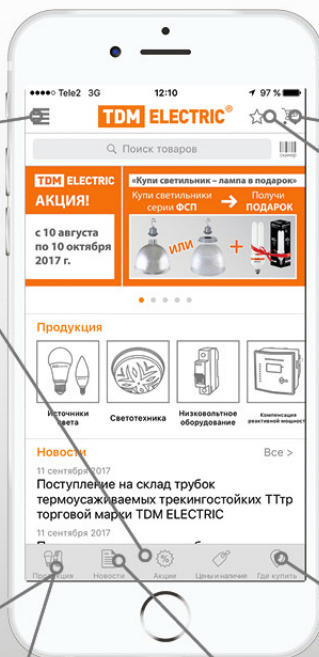 Tele2 3G 12:10 97 %
TDM ELECTRIC®
Поиск товаров
сканер
TDM ELECTRIC
АКЦИЯ!
с 10 августа
по 10 октября
2017 г.
«Купи светильник – лампа в подарок»
Купи светильники
серии ФСП
Получи
ПОДАРОК
или
+
Продукция
Источники
света
Светотехника
Низковольтное
оборудование
Компенсация
реактивной мощност
Новости
Все >
11 сентября 2017
Поступление на склад трубок
термоусаживаемых трекингостойких ТТтр
торговой марки TDM ELECTRIC
11 сентября 2017
Продукция
Новости
Акции
Цены и наличие
Где купить